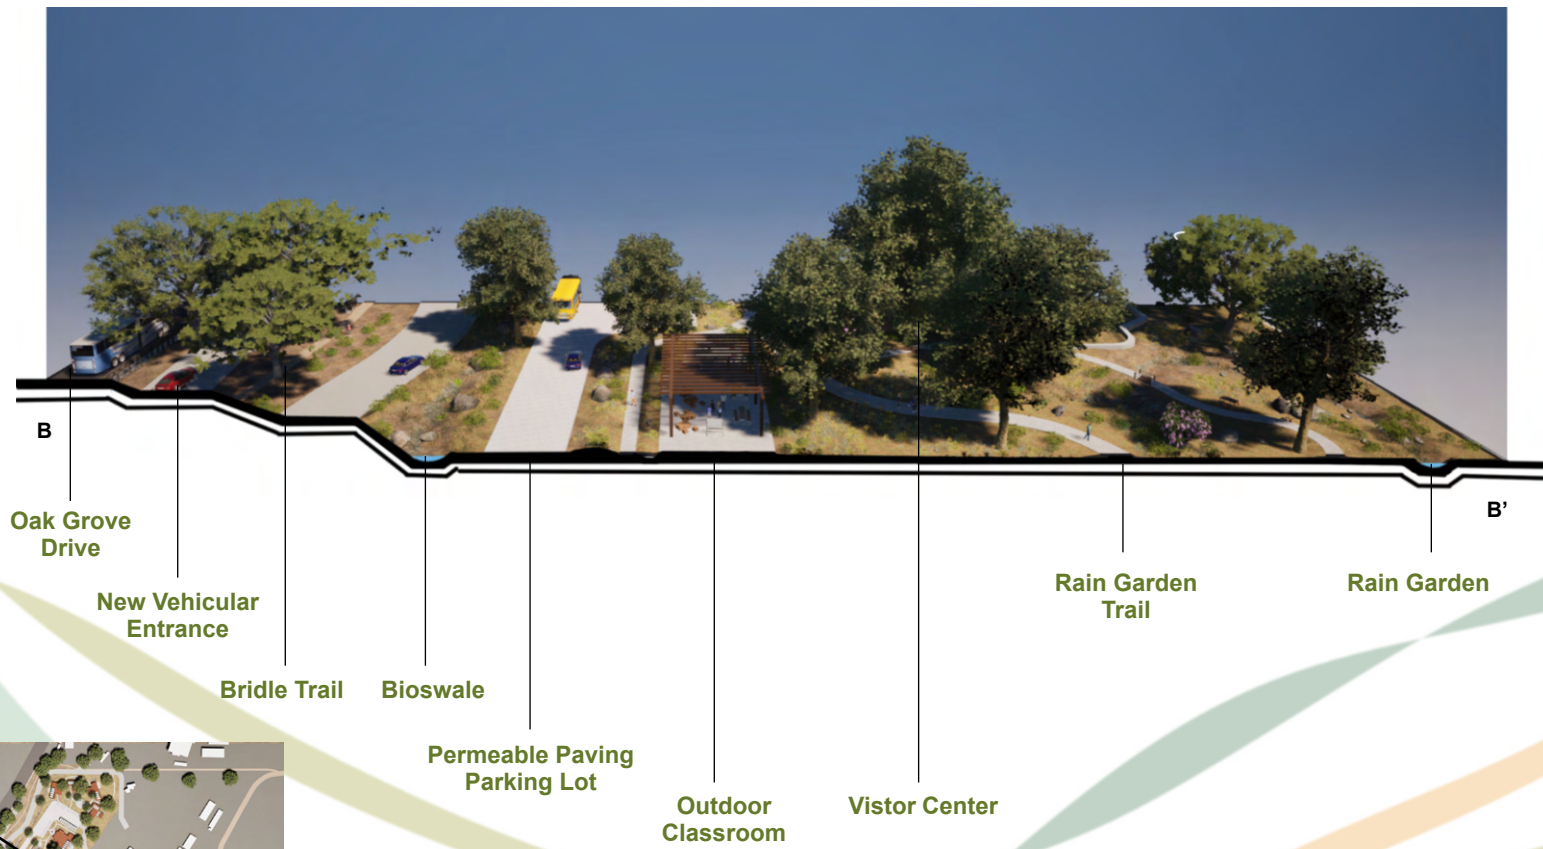 B
B’
Oak Grove
Drive
New Vehicular
Entrance
Bridle Trail
Bioswale
Permeable Paving
Parking Lot
Outdoor
Classroom
Vistor Center
Rain Garden
Trail
Rain Garden